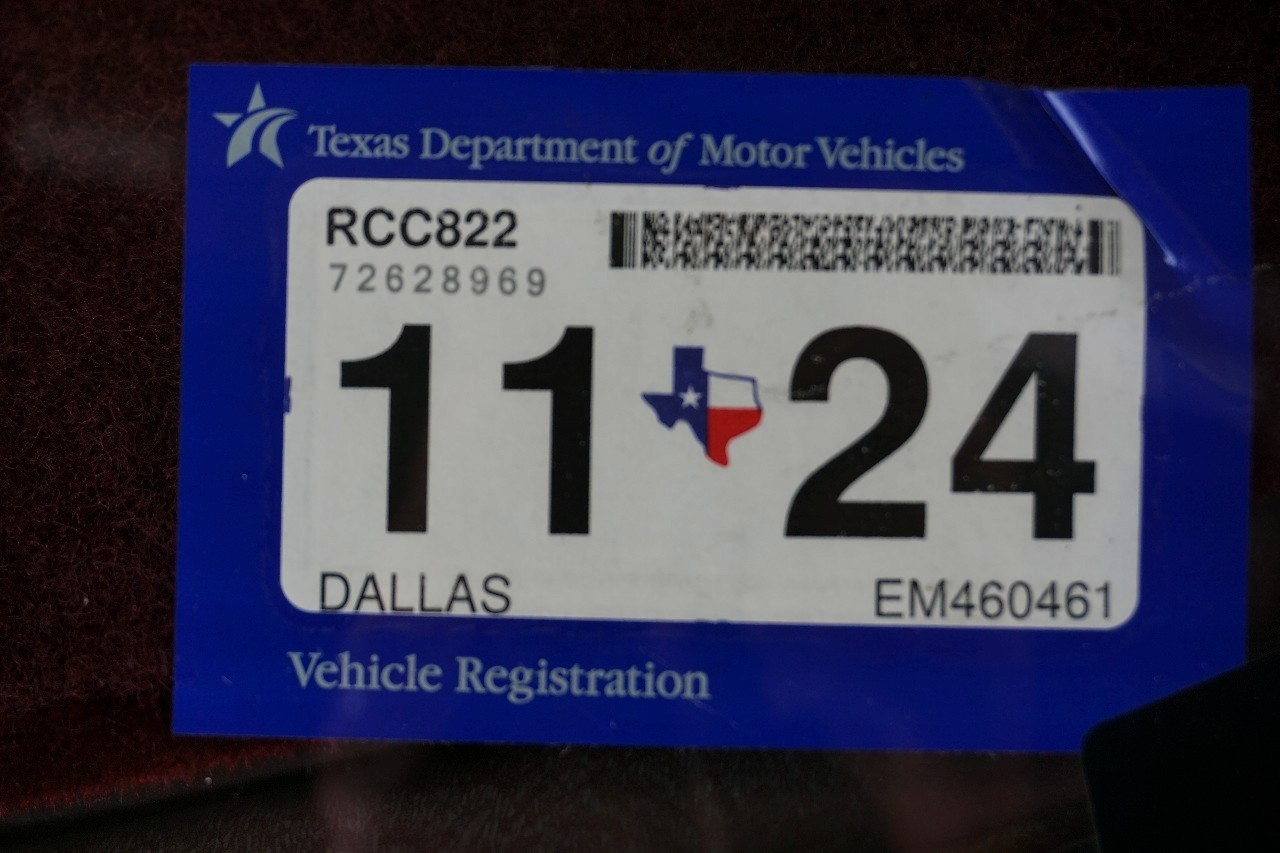 Texas Department of Motor Vehicles
RCC822
72628969
11 24
DALLAS EM460461
Vehicle Registration